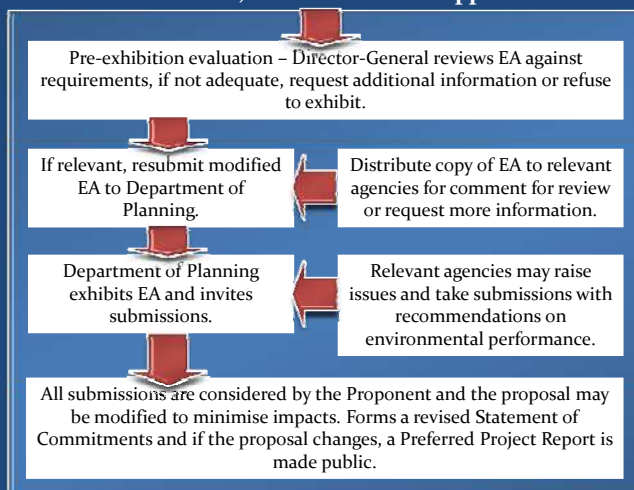 Pre-exhibition evaluation – Director-General reviews EA against
requirements, if not adequate, request additional information or refuse
to exhibit.
If relevant, resubmit modified
EA to Department of
Planning.
Distribute copy of EA to relevant
agencies for comment for review
or request more information.
Department of Planning
exhibits EA and invites
submissions.
Relevant agencies may raise
issues and take submissions with
recommendations on
environmental performance.
All submissions are considered by the Proponent and the proposal may
be modified to minimise impacts. Forms a revised Statement of
Commitments and if the proposal changes, a Preferred Project Report is
made public.